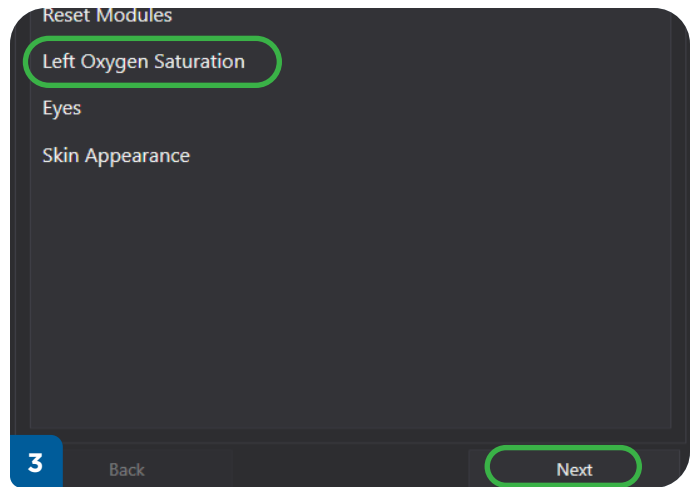 Reset Modules
Left Oxygen Saturation
Eyes
Skin Appearance
3
Back
Next